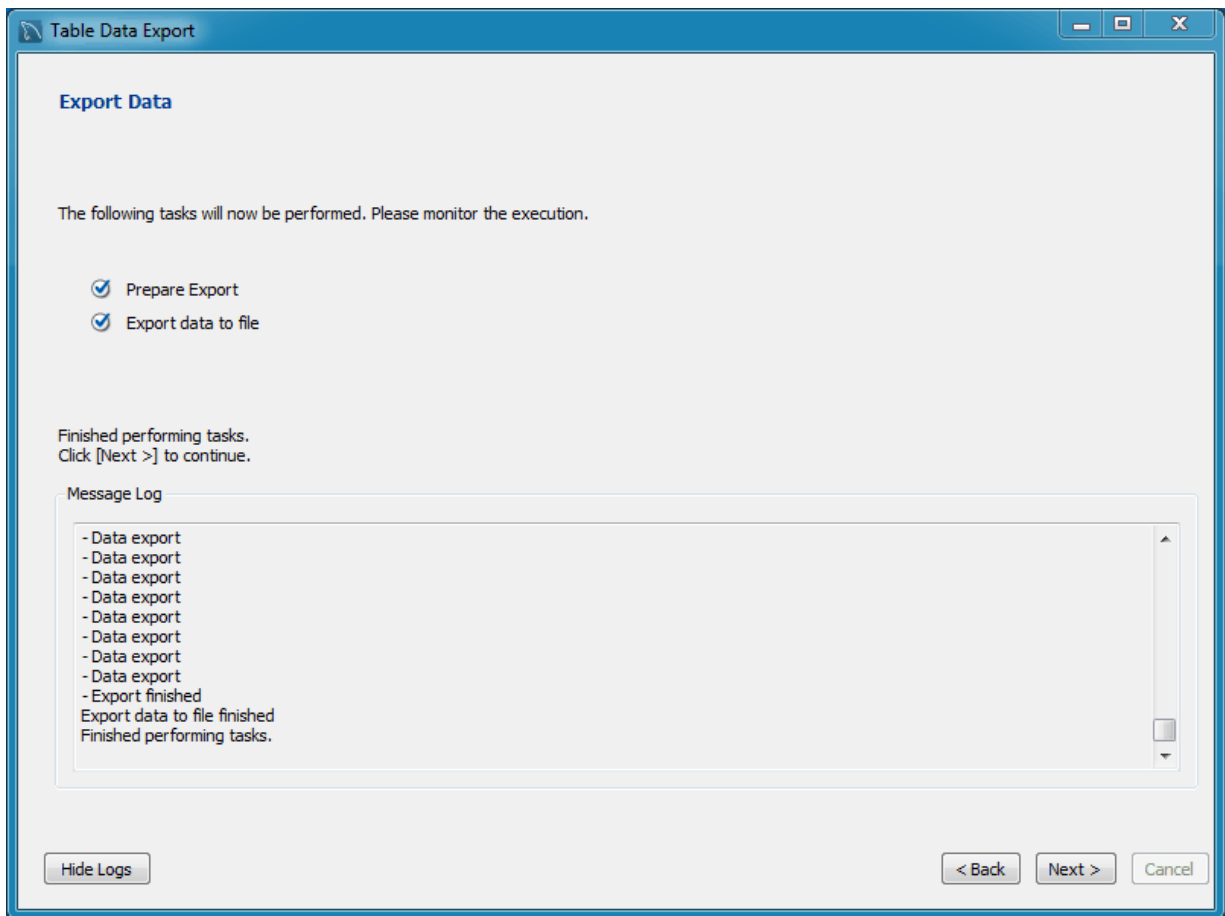 Table Data Export
Export Data
The following tasks will now be performed. Please monitor the execution.
Prepare Export
Export data to file
Finished performing tasks.
Click [Next >] to continue.
Message Log
- Data export
- Data export
- Data export
- Data export
- Data export
- Data export
- Data export
- Data export
- Export finished
Export data to file finished
Finished performing tasks.
Hide Logs
< Back
Next >
Cancel